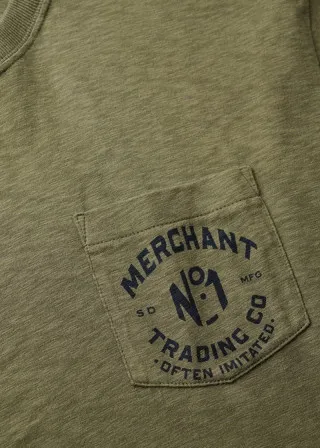 MERCHANT
SD Nº1 MFG
TRADING CO
•OFTEN IMITATED•